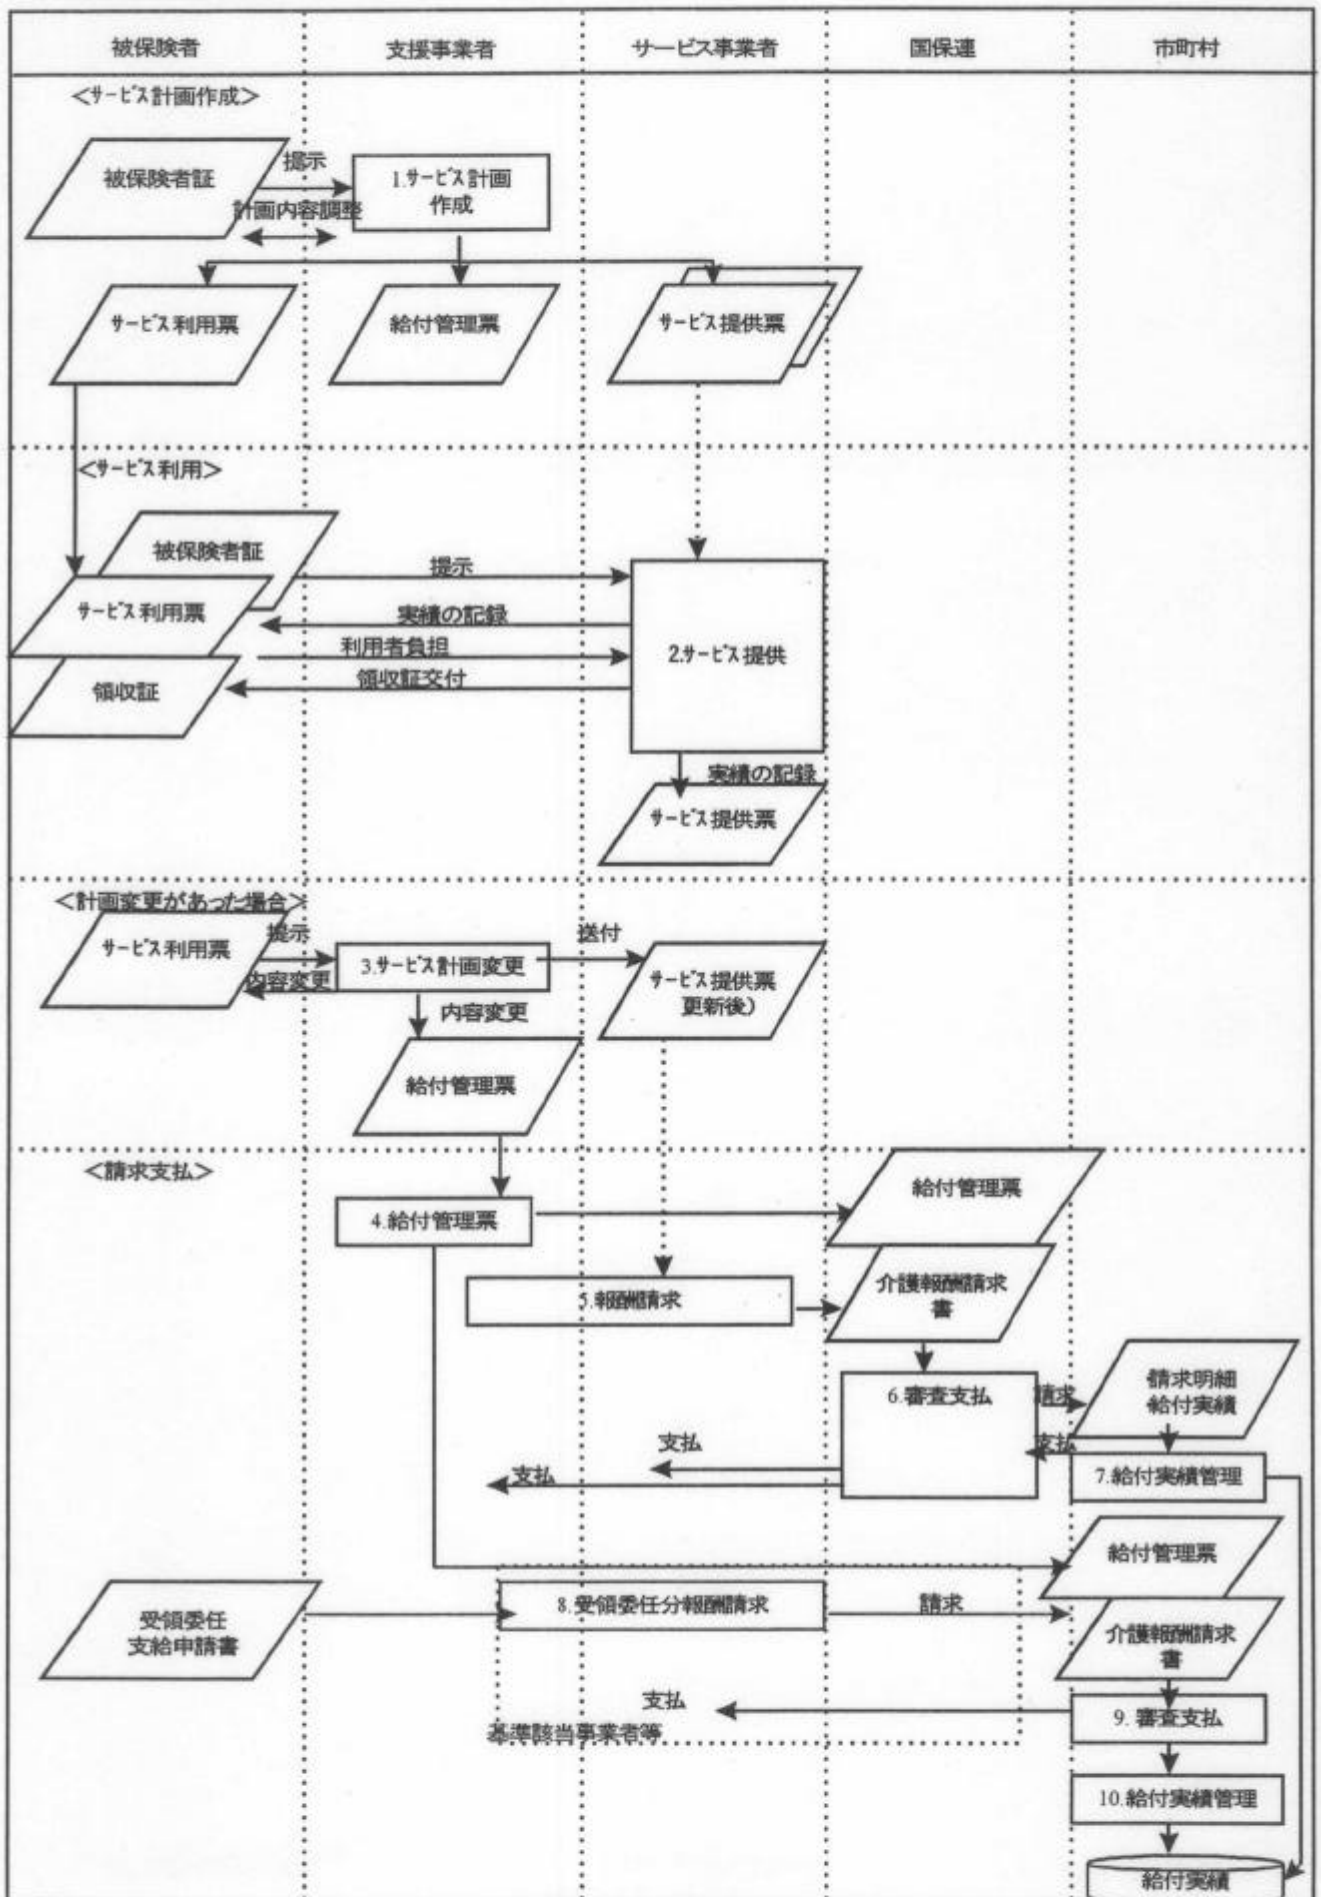 被保険者
支援事業者
サービス事業者
国保連
市町村
＜ｻｰﾋﾞｽ計画作成＞
被保険者証
提示
1.ｻｰﾋﾞｽ計画
作成
計画内容調整
ｻｰﾋﾞｽ利用票
給付管理票
ｻｰﾋﾞｽ提供票
＜ｻｰﾋﾞｽ利用＞
被保険者証
提示
ｻｰﾋﾞｽ利用票
実績の記録
利用者負担
2.ｻｰﾋﾞｽ提供
領収証
領収証交付
実績の記録
ｻｰﾋﾞｽ提供票
＜計画変更があった場合＞
ｻｰﾋﾞｽ利用票
提示
3.ｻｰﾋﾞｽ計画変更
送付
ｻｰﾋﾞｽ提供票
更新後）
内容変更
内容変更
給付管理票
＜請求支払＞
給付管理票
4.給付管理票
5.報酬請求
介護報酬請求
書
6.審査支払
請求
請求明細
給付実績
支払
支払
支払
7.給付実績管理
給付管理票
受領委任
支給申請書
8.受領委任分報酬請求
請求
介護報酬請求
書
支払
9. 審査支払
基準該当事業者等
10.給付実績管理
給付実績